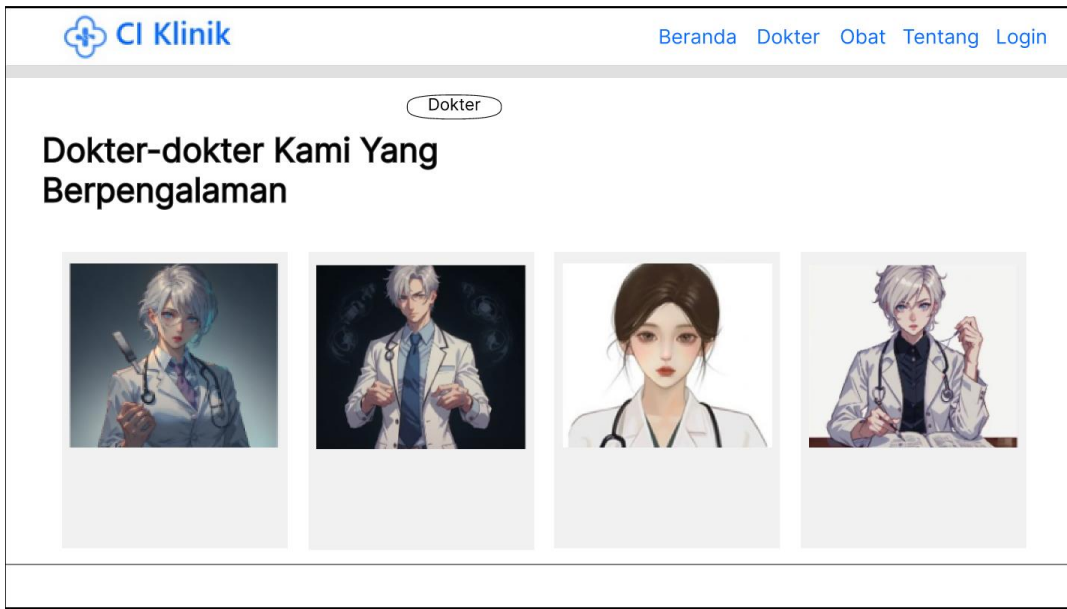 CI Klinik
Beranda Dokter Obat Tentang Login
Dokter
Dokter-dokter Kami Yang
Berpengalaman